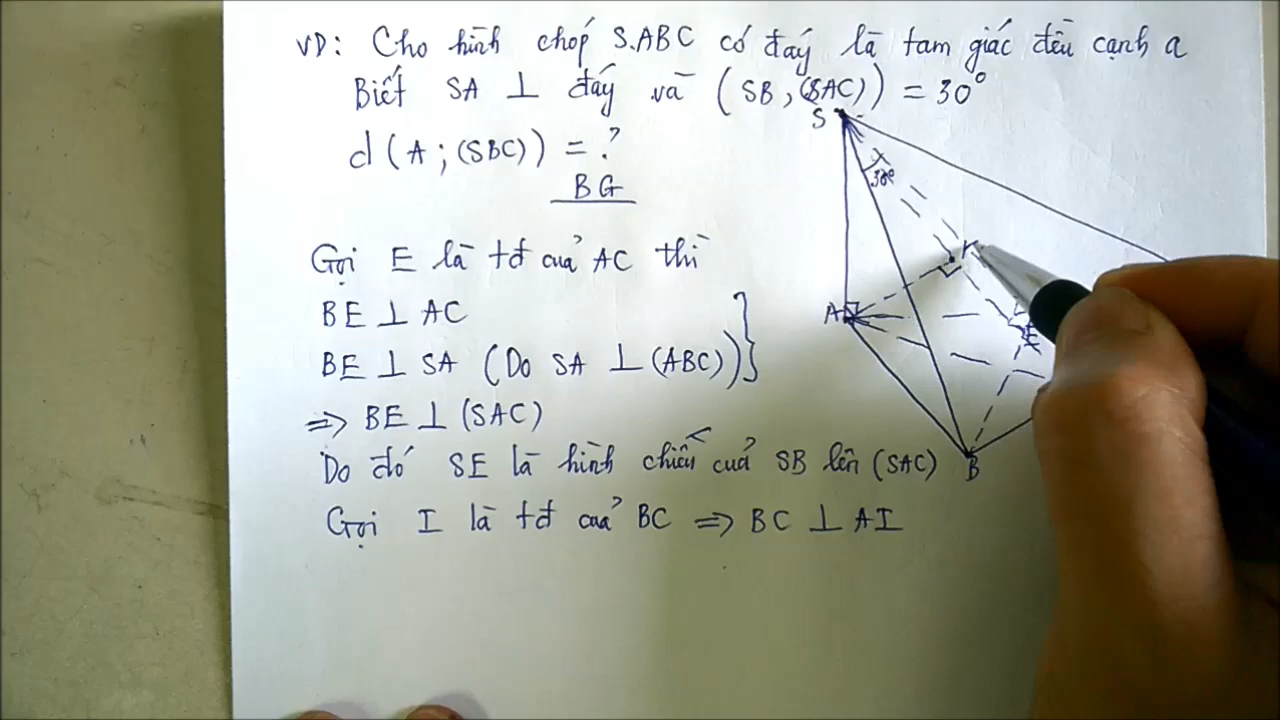 VD: Cho hình chóp S.ABC có đáy là tam giác đều cạnh a
Biết SA ⊥ đáy và (SB, (SAC)) = 30°
d(A; (SBC)) = ?
BG
Gọi E là tđ của AC thì
BE ⊥ AC
BE ⊥ SA (Do SA ⊥ (ABC))
⇒ BE ⊥ (SAC)
Do đó SE là hình chiếu của SB lên (SAC)
Gọi I là tđ của BC ⇒ BC ⊥ AI
S
30°
A
E
B